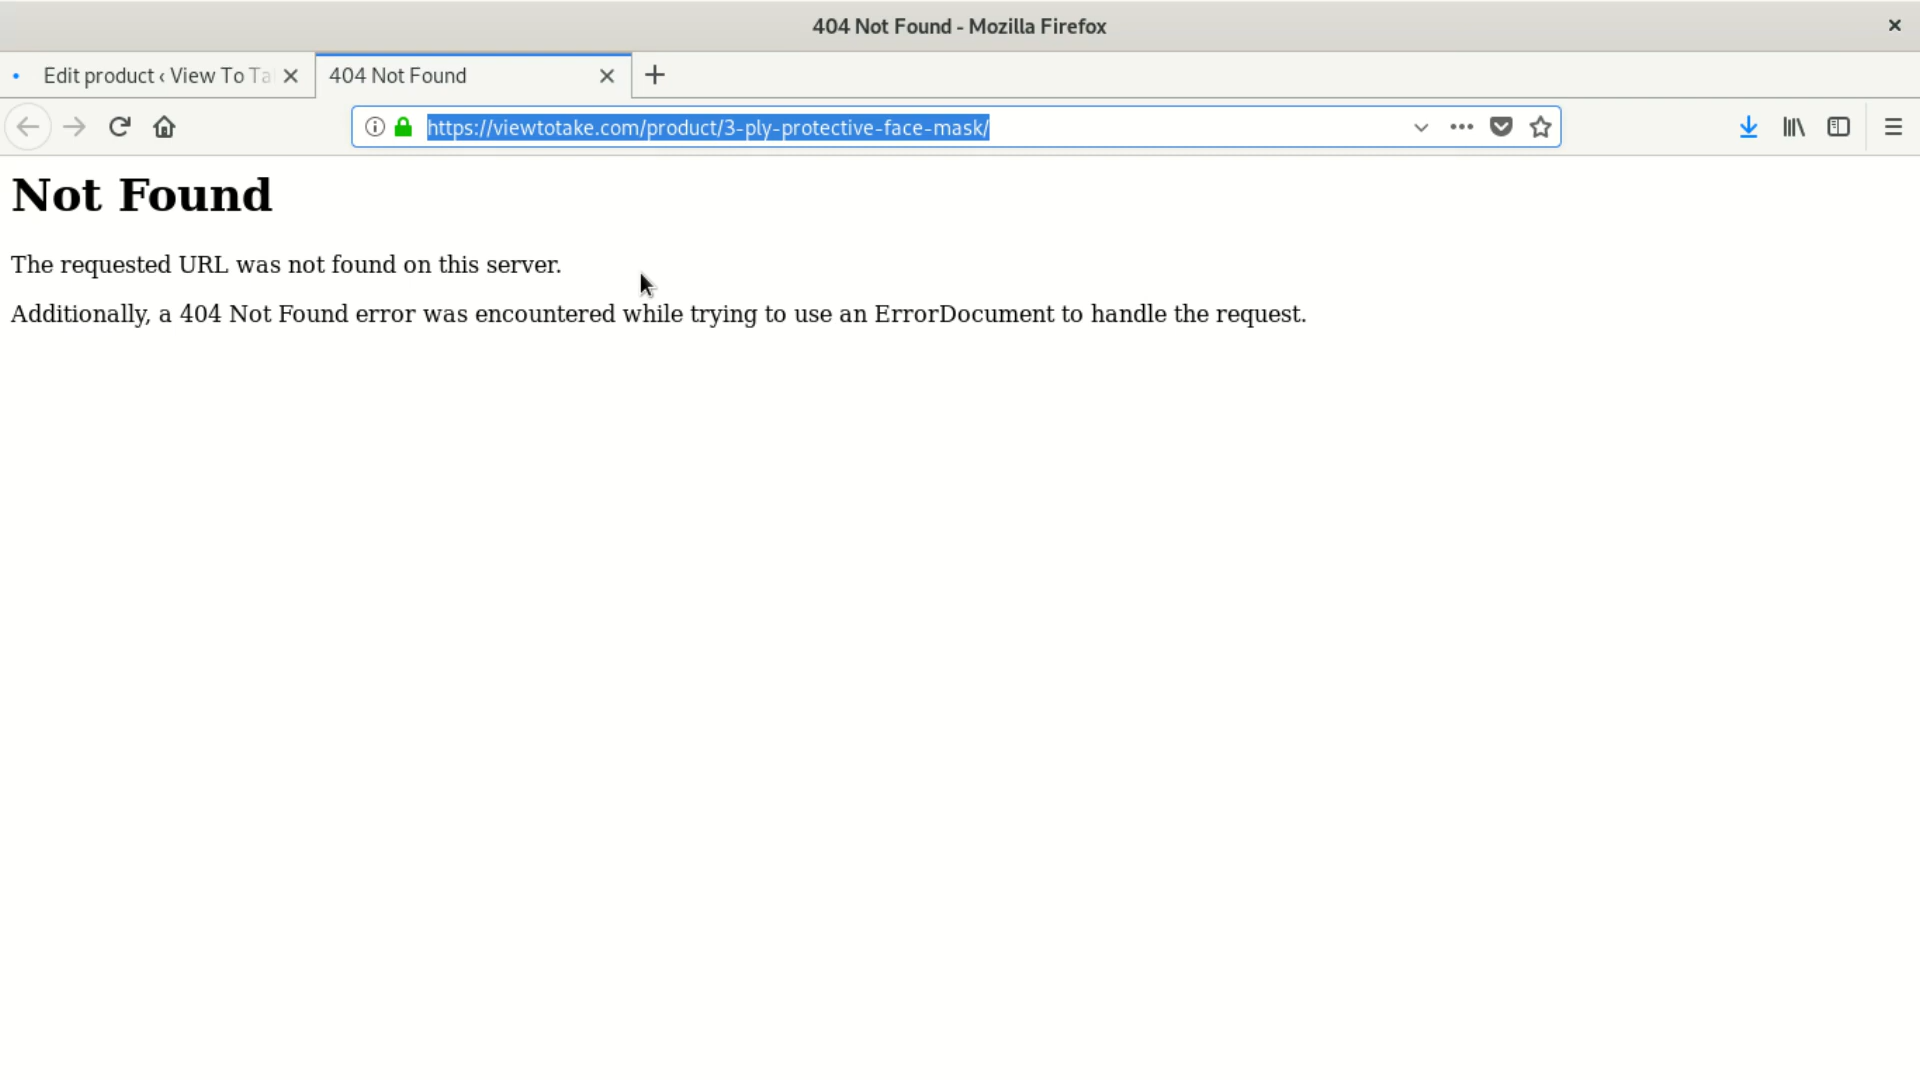 404 Not Found - Mozilla Firefox
Edit product ‹ View To Ta
404 Not Found
https://viewtotake.com/product/3-ply-protective-face-mask/
Not Found
The requested URL was not found on this server.
Additionally, a 404 Not Found error was encountered while trying to use an ErrorDocument to handle the request.